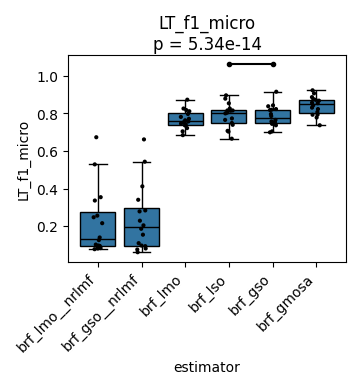 LT_f1_micro
p = 5.34e-14
LT_f1_micro
1.0
0.8
0.6
0.4
0.2
brf_lmo__nrlmf
brf_gso__nrlmf
brf_lmo
brf_lso
brf_gso
brf_gmosa
estimator